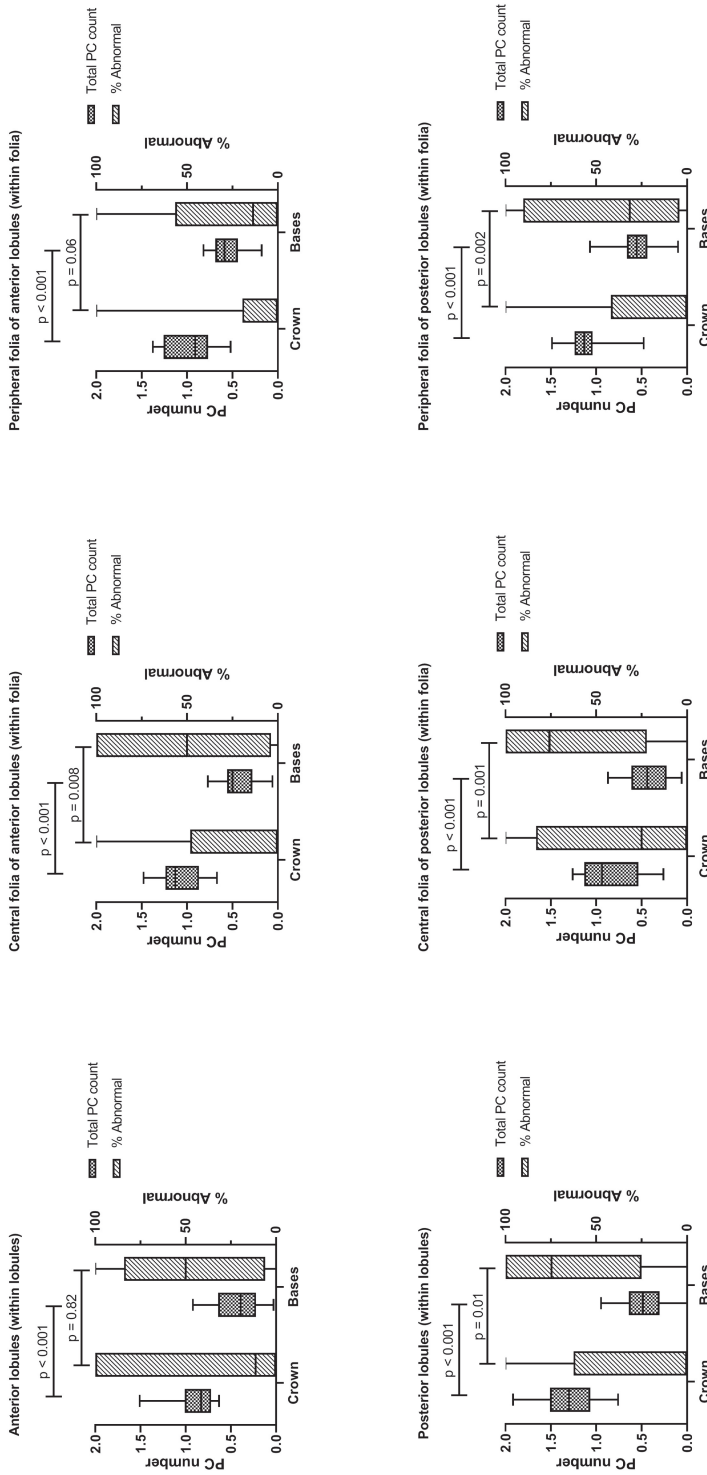 Anterior lobules (within lobules)
p < 0.001
p = 0.82
Total PC count
% Abnormal
PC number
2.0
1.5
1.0
0.5
0.0
Crown
Bases
100
50
0
% Abnormal
Central folia of anterior lobules (within folia)
p < 0.001
p = 0.008
Total PC count
% Abnormal
PC number
2.0
1.5
1.0
0.5
0.0
Crown
Bases
100
50
0
% Abnormal
Peripheral folia of anterior lobules (within folia)
p < 0.001
p = 0.06
Total PC count
% Abnormal
PC number
2.0
1.5
1.0
0.5
0.0
Crown
Bases
100
50
0
% Abnormal
Posterior lobules (within lobules)
p < 0.001
p = 0.01
Total PC count
% Abnormal
PC number
2.0
1.5
1.0
0.5
0.0
Crown
Bases
100
50
0
% Abnormal
Central folia of posterior lobules (within folia)
p < 0.001
p = 0.001
Total PC count
% Abnormal
PC number
2.0
1.5
1.0
0.5
0.0
Crown
Bases
100
50
0
% Abnormal
Peripheral folia of posterior lobules (within folia)
p < 0.001
p = 0.002
Total PC count
% Abnormal
PC number
2.0
1.5
1.0
0.5
0.0
Crown
Bases
100
50
0
% Abnormal